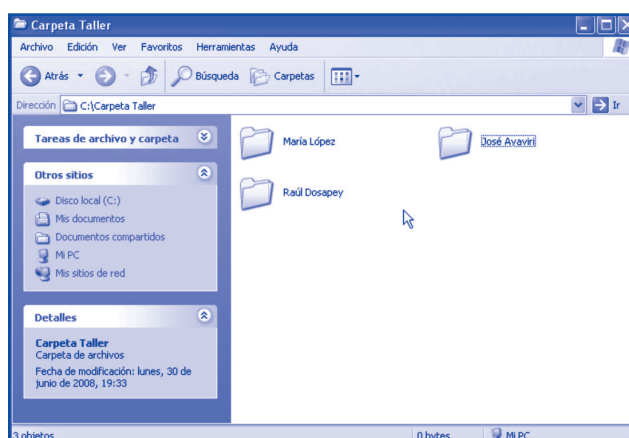 Carpeta Taller
Archivo Edición Ver Favoritos Herramientas Ayuda
Atrás Búsqueda Carpetas
Dirección C:\Carpeta Taller Ir
Tareas de archivo y carpeta
Otros sitios
Disco local (C:)
Mis documentos
Documentos compartidos
Mi PC
Mis sitios de red
Detalles
Carpeta Taller
Carpeta de archivos
Fecha de modificación: lunes, 30 de
junio de 2008, 19:33
María López
José Ayaviri
Raúl Dosapey
3 objetos 0 bytes Mi PC